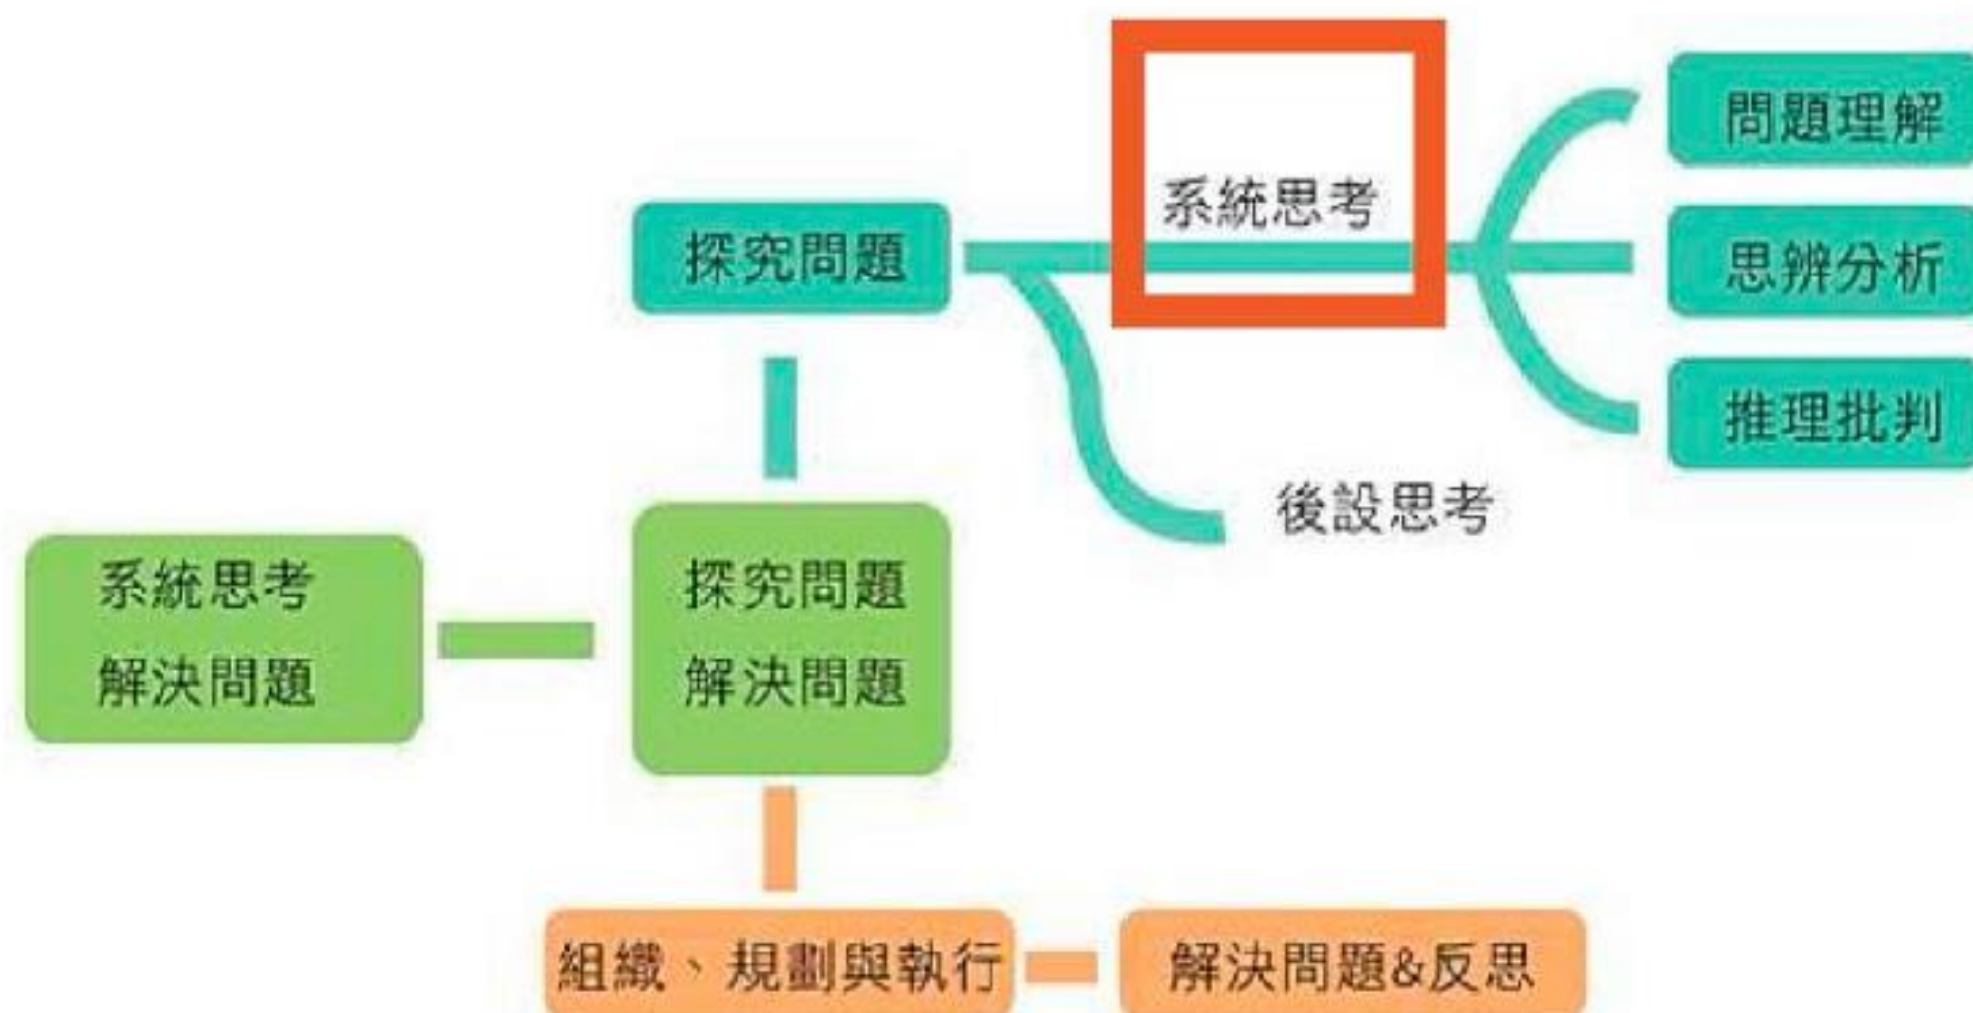 問題理解
系統思考
探究問題
思辨分析
推理批判
後設思考
系統思考
解決問題
探究問題
解決問題
組織、規劃與執行
解決問題&反思